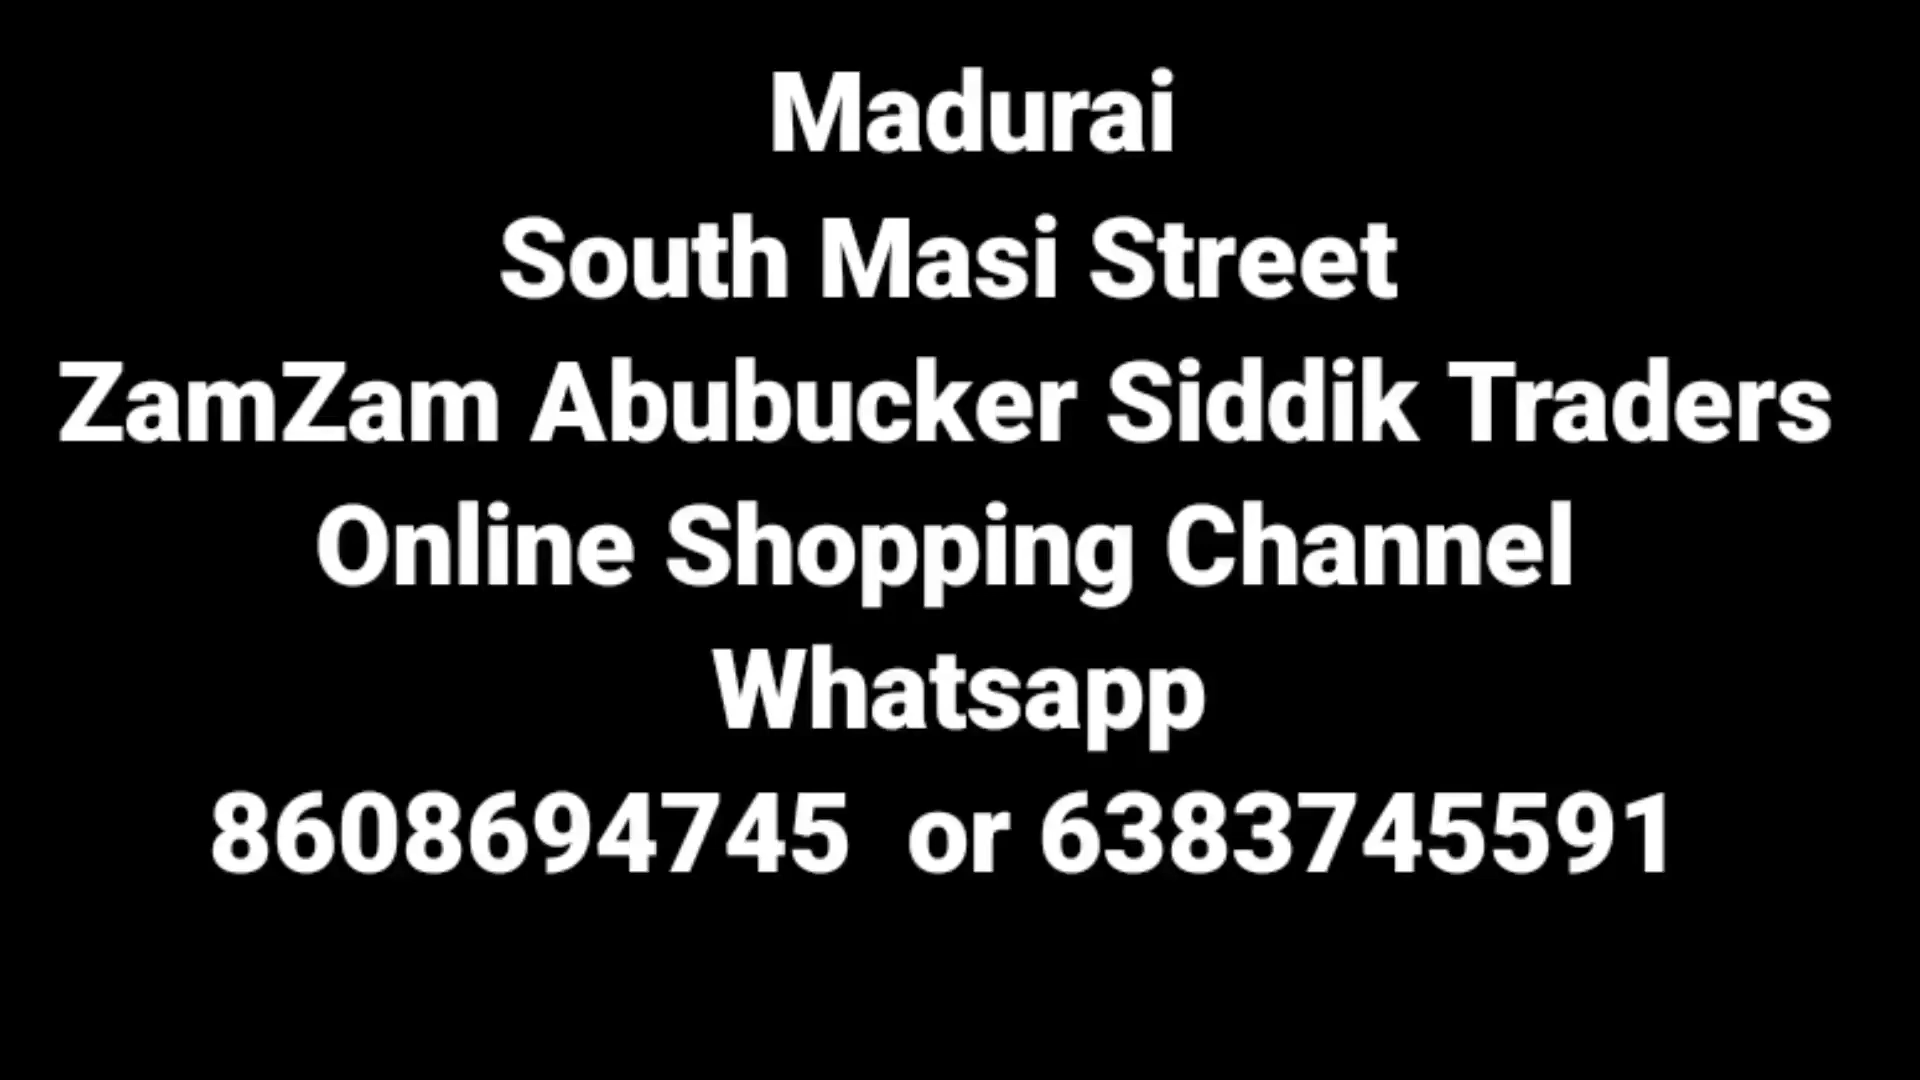 Madurai
South Masi Street
ZamZam Abubucker Siddik Traders
Online Shopping Channel
Whatsapp
8608694745  or 6383745591